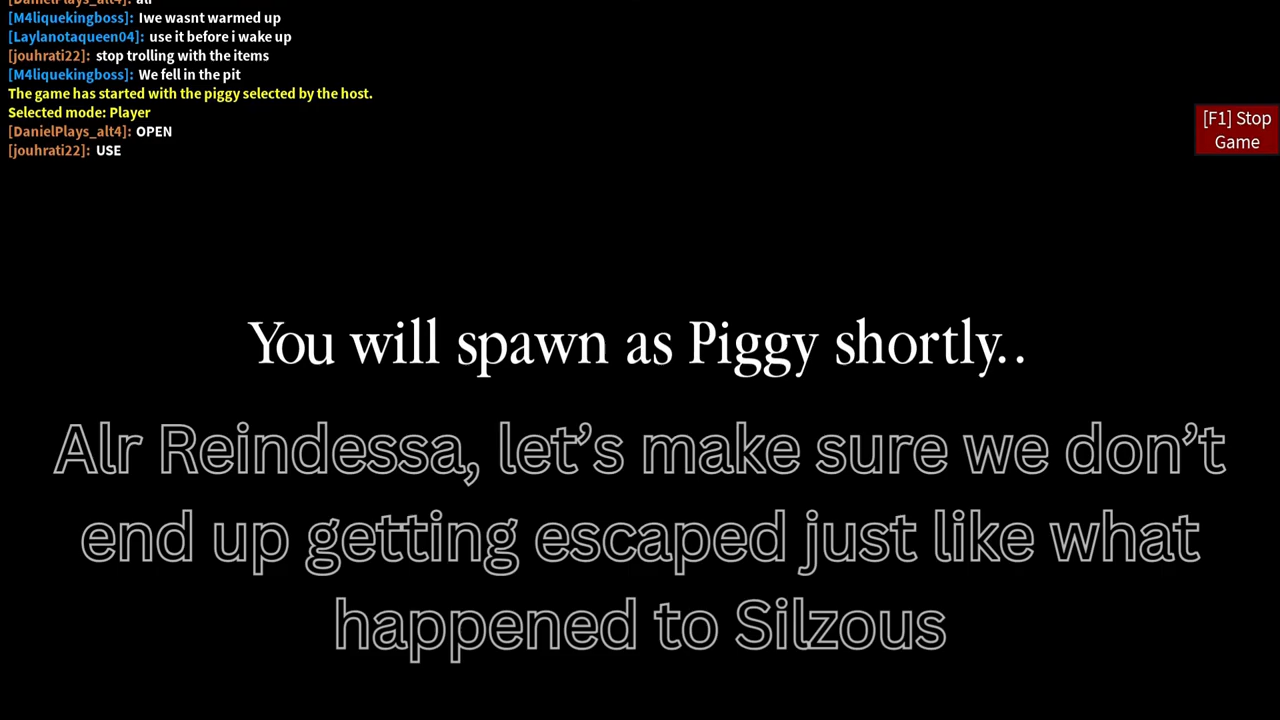 [DanielPlays_alt4]: alr
[M4liquekingboss]: Iwe wasnt warmed up
[Laylanotaqueen04]: use it before i wake up
[jouhrati22]: stop trolling with the items
[M4liquekingboss]: We fell in the pit
The game has started with the piggy selected by the host.
Selected mode: Player
[DanielPlays_alt4]: OPEN
[jouhrati22]: USE
[F1] Stop
Game
You will spawn as Piggy shortly..
Alr Reindessa, let’s make sure we don’t
end up getting escaped just like what
happened to Silzous